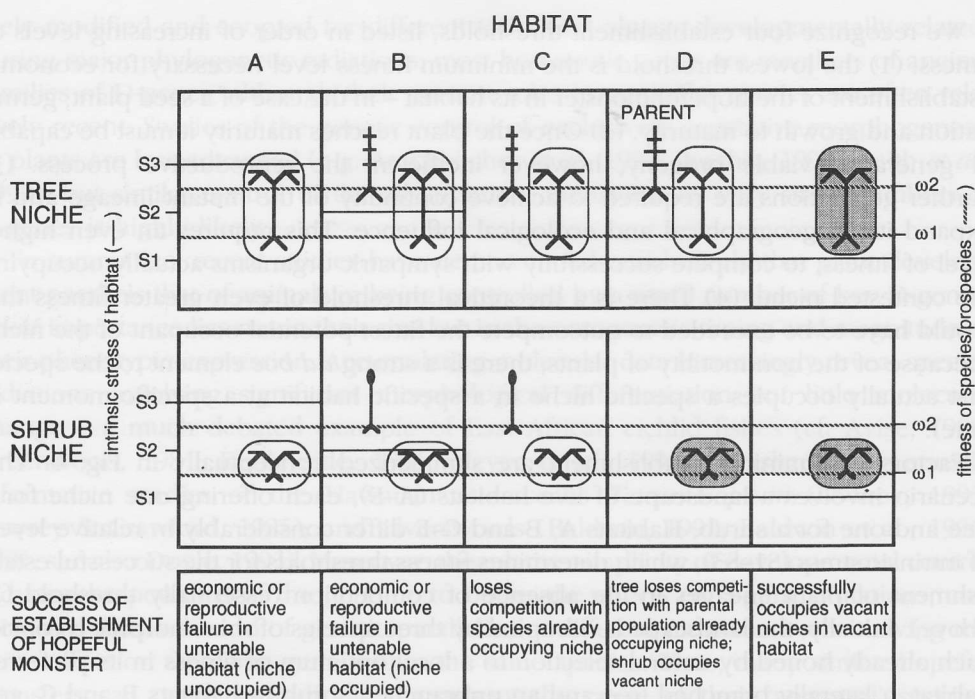 HABITAT
A B C D E
PARENT
TREE
NICHE
S3
S2
S1
ω2
ω1
SHRUB
NICHE
S3
S2
S1
ω2
ω1
intrinsic stress of habitat (—)
fitness of species/propagules (-----)
SUCCESS OF
ESTABLISHMENT
OF HOPEFUL
MONSTER
economic or
reproductive
failure in
untenable
habitat (niche
unoccupied)
economic or
reproductive
failure in
untenable
habitat (niche
occupied)
loses
competition with
species already
occupying niche
tree loses competi-
tion with parental
population already
occupying niche;
shrub occupies
vacant niche
successfully
occupies vacant
niches in vacant
habitat